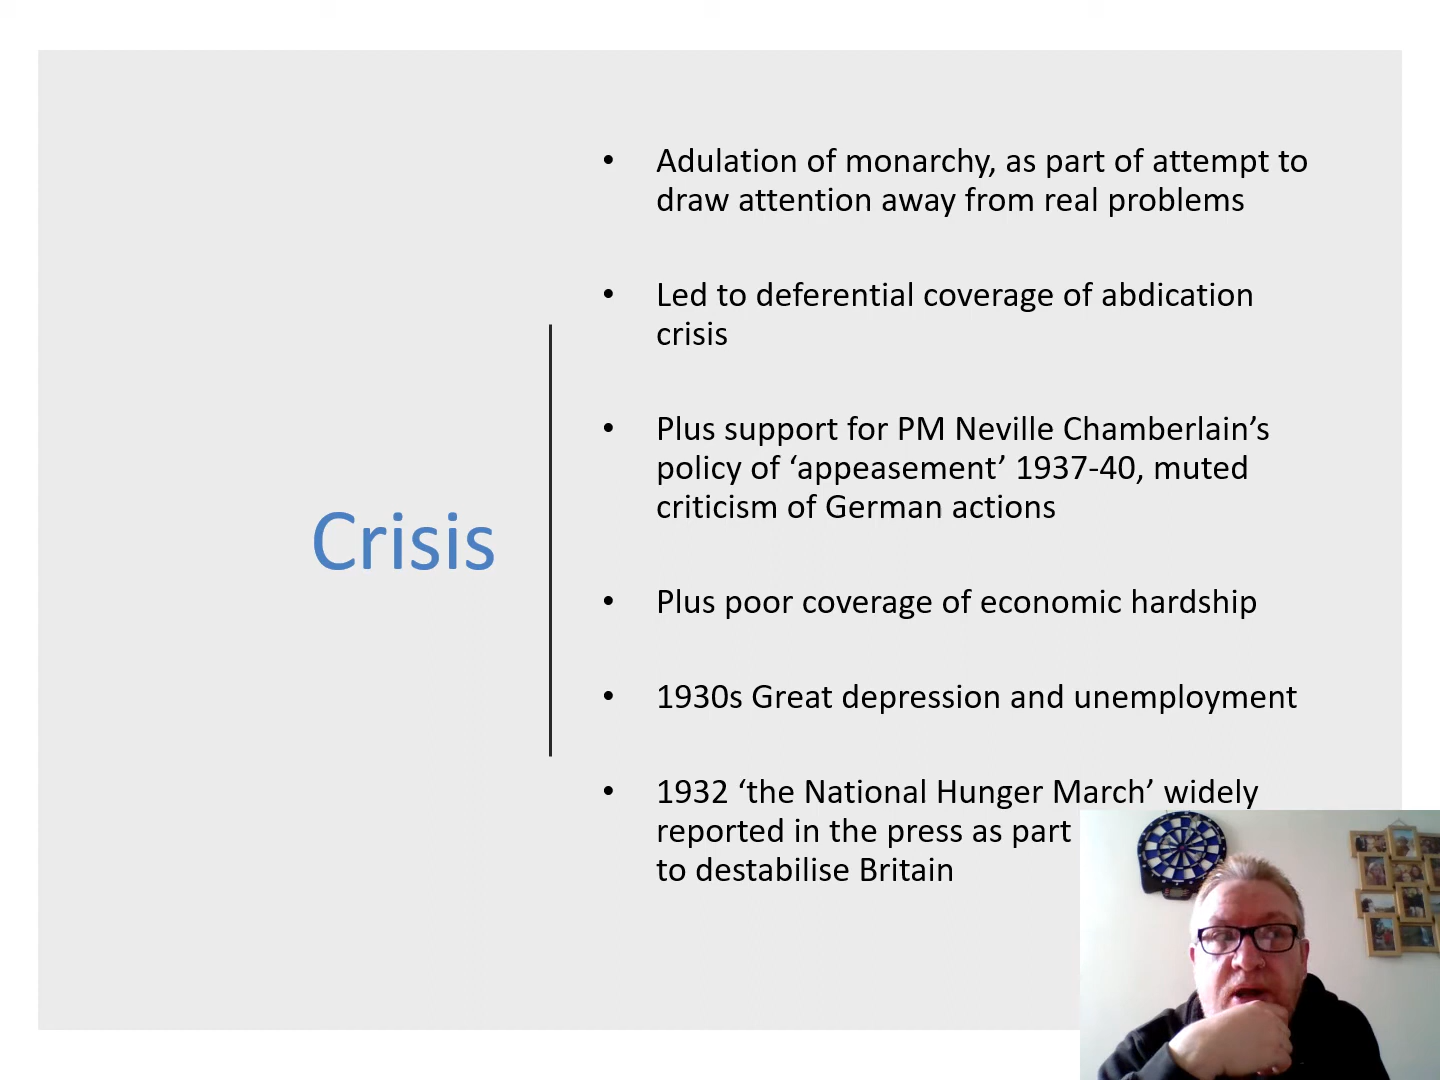 Crisis
• Adulation of monarchy, as part of attempt to
draw attention away from real problems
• Led to deferential coverage of abdication
crisis
• Plus support for PM Neville Chamberlain’s
policy of ‘appeasement’ 1937-40, muted
criticism of German actions
• Plus poor coverage of economic hardship
• 1930s Great depression and unemployment
• 1932 ‘the National Hunger March’ widely
reported in the press as part
to destabilise Britain